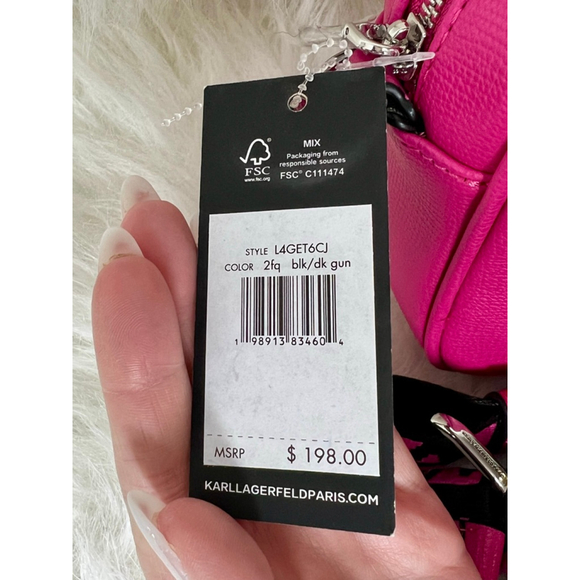 FSC
www.fsc.org
MIX
Packaging from
responsible sources
FSC® C111474
STYLE L4GET6CJ
COLOR 2fq blk/dk gun
1 98913 83460 4
MSRP $ 198.00
KARLLAGERFELDPARIS.COM